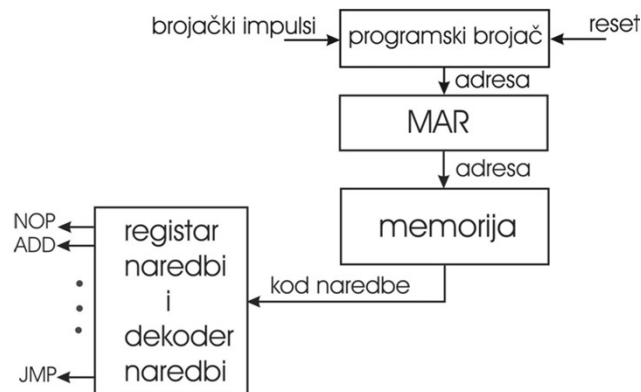 brojački impulsi
programski brojač
reset
adresa
MAR
adresa
memorija
kod naredbe
registar
naredbi
i
dekoder
naredbi
NOP
ADD
JMP